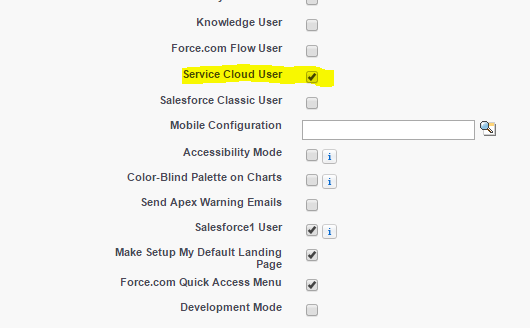 Knowledge User
Force.com Flow User
Service Cloud User
Salesforce Classic User
Mobile Configuration
Accessibility Mode i
Color-Blind Palette on Charts i
Send Apex Warning Emails
Salesforce1 User i
Make Setup My Default Landing
Page
Force.com Quick Access Menu
Development Mode